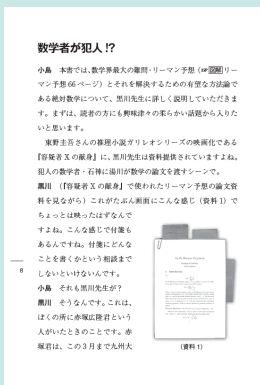 数学者が犯人!?
小島　本書では、数学界最大の難問・リーマン予想（☞図解リー
マン予想 66 ページ）とそれを解決するための有望な方法論で
ある絶対数学について、黒川先生に詳しく説明していただきま
す。まずは、読者の方にも興味津々の柔らかい話題から入りた
いと思います。
　東野圭吾さんの推理小説ガリレオシリーズの映画化である
『容疑者 X の献身』に、黒川先生は資料提供されていますよね。
犯人の数学者・石神に湯川が数学の論文を渡すシーンで。
黒川　（『容疑者 X の献身』で使われたリーマン予想の論文資
料を見ながら）これがたぶん画面にこんな感じ（資料 1）で
ちょっとは映ったはずなんで
すよね。こんな感じで付箋も
あるんですね。付箋にどんな
ことを書くかという相談まで
しないといけないんです。
小島　それも黒川先生が？
黒川　そうなんです。これは、
ぼくの所に赤塚広隆君という
人がいたときのことです。赤
塚君は、この 3 月まで九州大
（資料 1）
8